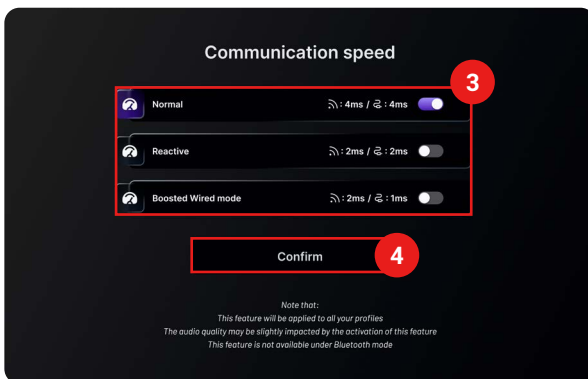 Communication speed
3
Normal : 4ms / : 4ms
Reactive : 2ms / : 2ms
Boosted Wired mode : 2ms / : 1ms
Confirm 4
Note that:
This feature will be applied to all your profiles
The audio quality may be slightly impacted by the activation of this feature
This feature is not available under Bluetooth mode